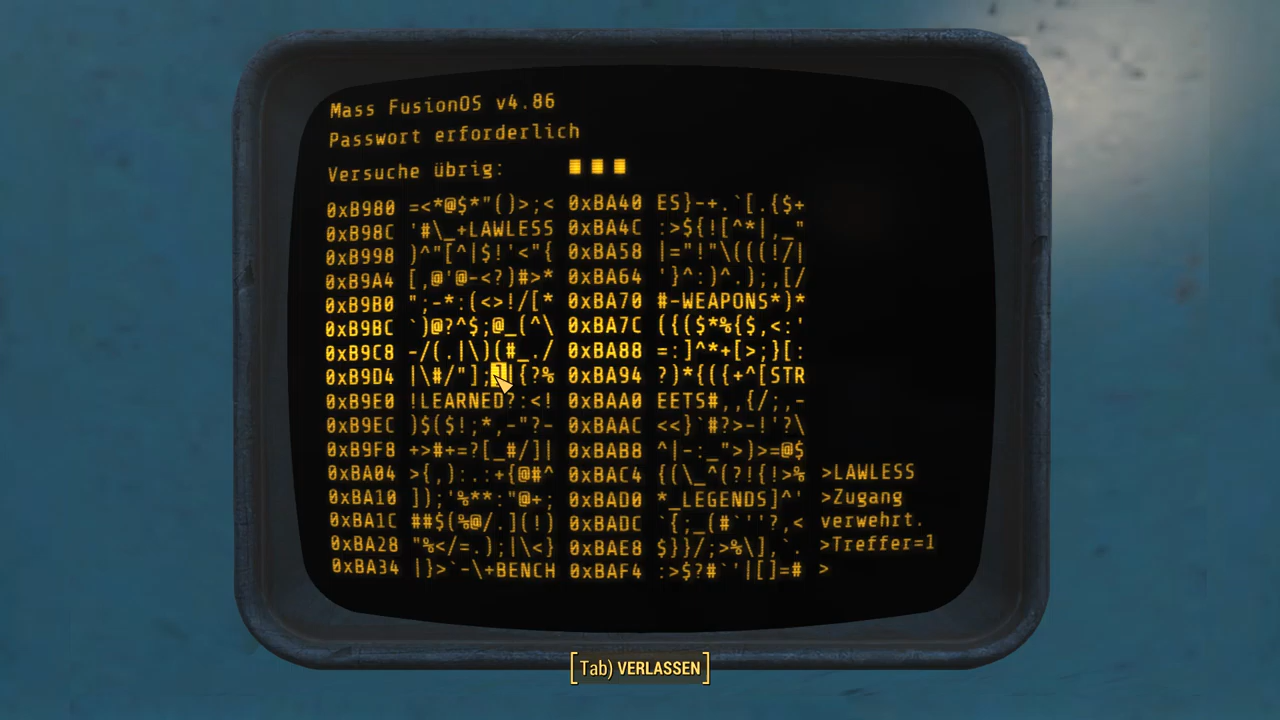 Mass FusionOS v4.86
Passwort erforderlich
Versuche übrig:
0xB980 =<*@$*"()>;< 0xBA40 ES}-+.`[.{$+
0xB98C '#\_+LAWLESS 0xBA4C :>${![^*|,_"
0xB998 )^"[^|$!'<"{ 0xBA58 |="!"\(((!/|
0xB9A4 [,@'@-<?)#>* 0xBA64 '}^:)^.);,[/
0xB9B0 ";-*:(<>!/[* 0xBA70 #-WEAPONS*)*
0xB9BC `)@?^$;@_(^\ 0xBA7C ({($*%{$,<:'
0xB9C8 -/(.|\)(#_./ 0xBA88 =:]^*+[>;}[:
0xB9D4 |\#/"];]|{?% 0xBA94 ?)*{({+^[STR
0xB9E0 !LEARNED?:<! 0xBAA0 EETS#,,{/;,-
0xB9EC )$($!;*,-"?- 0xBAAC <<}`#?>-!'?\
0xB9F8 +>#+=?[_#/]| 0xBAB8 ^|-:_">)>=@$
0xBA04 >{,):.:+{@#^ 0xBAC4 {(\_^(?!{!>% >LAWLESS
0xBA10 ]);'%**:"@+; 0xBAD0 *_LEGENDS]^' >Zugang
0xBA1C ##$(%@/.](!) 0xBADC `{;_(#`''?,< verwehrt.
0xBA28 "%</=.);|\<} 0xBAE8 $}}/;>%\],`. >Treffer=1
0xBA34 |}>`-\+BENCH 0xBAF4 :>$?#`'|[]=# >
[Tab) VERLASSEN]